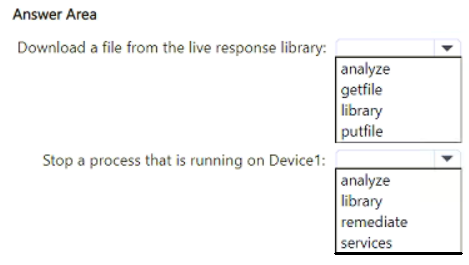 Answer Area
Download a file from the live response library:
analyze
getfile
library
putfile
Stop a process that is running on Device1:
analyze
library
remediate
services